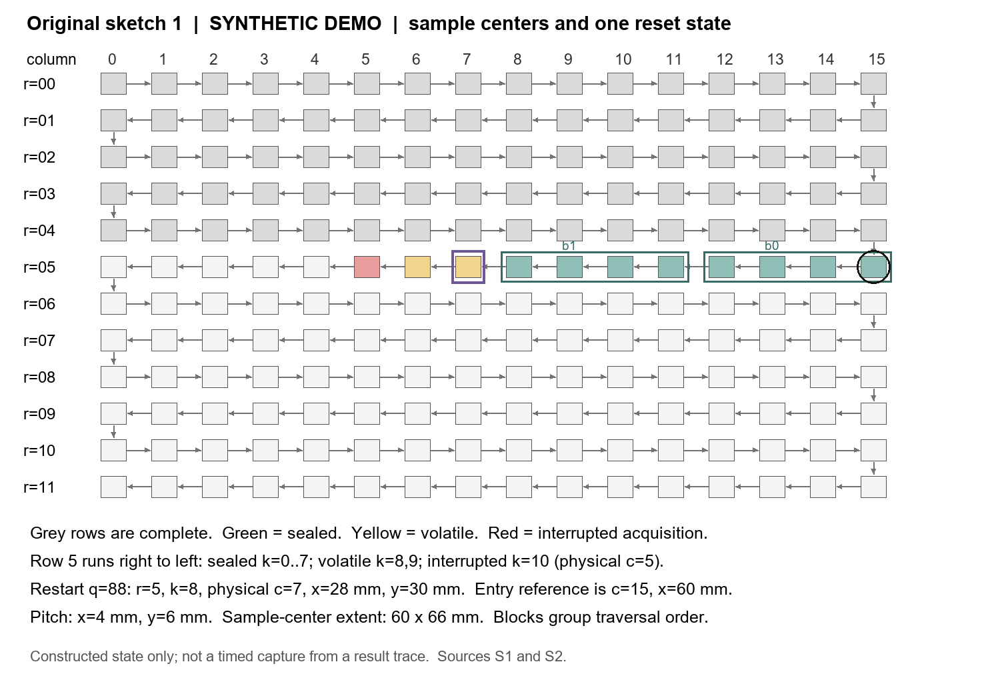 Original sketch 1 | SYNTHETIC DEMO | sample centers and one reset state
column 0 1 2 3 4 5 6 7 8 9 10 11 12 13 14 15
r=00
r=01
r=02
r=03
r=04
b1 b0
r=05
r=06
r=07
r=08
r=09
r=10
r=11
Grey rows are complete. Green = sealed. Yellow = volatile. Red = interrupted acquisition.
Row 5 runs right to left: sealed k=0..7; volatile k=8,9; interrupted k=10 (physical c=5).
Restart q=88: r=5, k=8, physical c=7, x=28 mm, y=30 mm. Entry reference is c=15, x=60 mm.
Pitch: x=4 mm, y=6 mm. Sample-center extent: 60 x 66 mm. Blocks group traversal order.
Constructed state only; not a timed capture from a result trace. Sources S1 and S2.